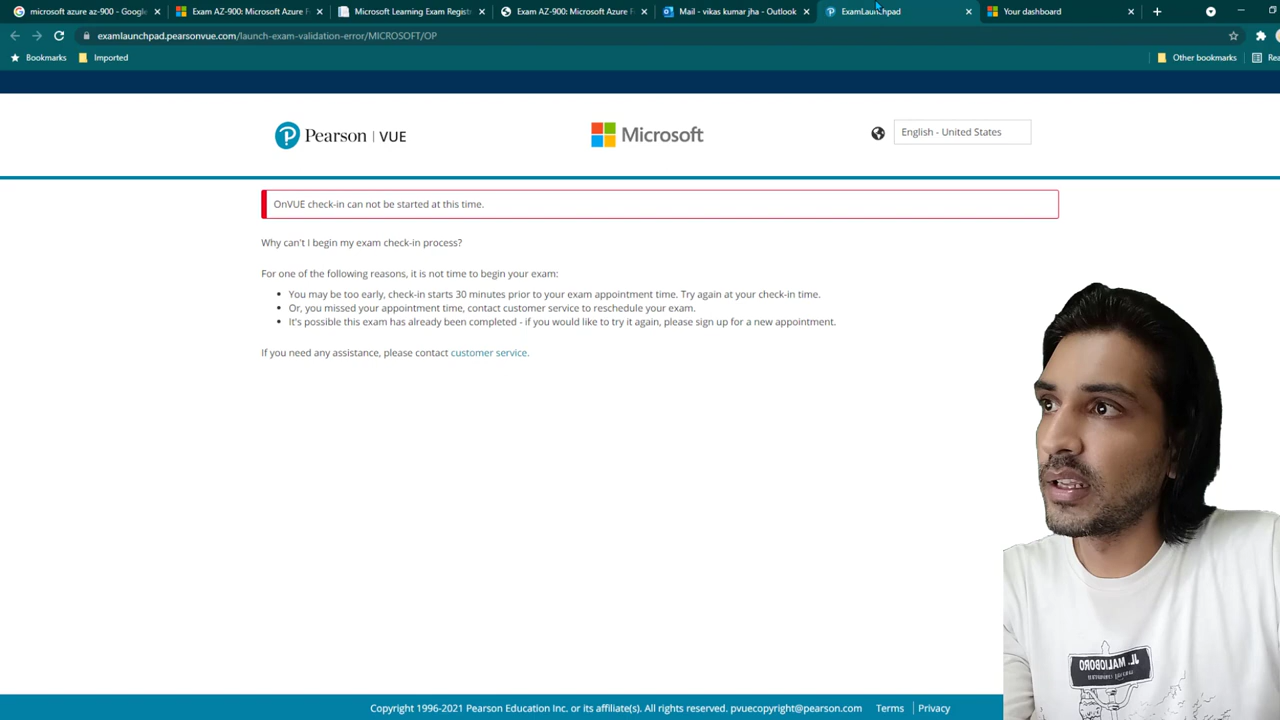 microsoft azure az-900 - Google
Exam AZ-900: Microsoft Azure F
Microsoft Learning Exam Regist
Exam AZ-900: Microsoft Azure F
Mail - vikas kumar jha - Outlook
ExamLaunchpad
Your dashboard
examlaunchpad.pearsonvue.com/launch-exam-validation-error/MICROSOFT/OP
Bookmarks
Imported
Other bookmarks
Rea
Pearson | VUE
Microsoft
English - United States
OnVUE check-in can not be started at this time.
Why can't I begin my exam check-in process?
For one of the following reasons, it is not time to begin your exam:
• You may be too early, check-in starts 30 minutes prior to your exam appointment time. Try again at your check-in time.
• Or, you missed your appointment time, contact customer service to reschedule your exam.
• It's possible this exam has already been completed - if you would like to try it again, please sign up for a new appointment.
If you need any assistance, please contact customer service.
JL. MALIOBORO
Copyright 1996-2021 Pearson Education Inc. or its affiliate(s). All rights reserved. pvuecopyright@pearson.com
Terms
Privacy